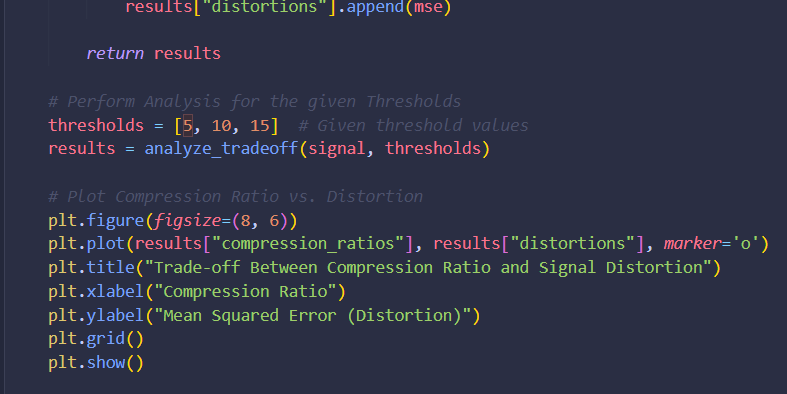 results["distortions"].append(mse)
return results
# Perform Analysis for the given Thresholds
thresholds = [5, 10, 15]  # Given threshold values
results = analyze_tradeoff(signal, thresholds)
# Plot Compression Ratio vs. Distortion
plt.figure(figsize=(8, 6))
plt.plot(results["compression_ratios"], results["distortions"], marker='o')
plt.title("Trade-off Between Compression Ratio and Signal Distortion")
plt.xlabel("Compression Ratio")
plt.ylabel("Mean Squared Error (Distortion)")
plt.grid()
plt.show()